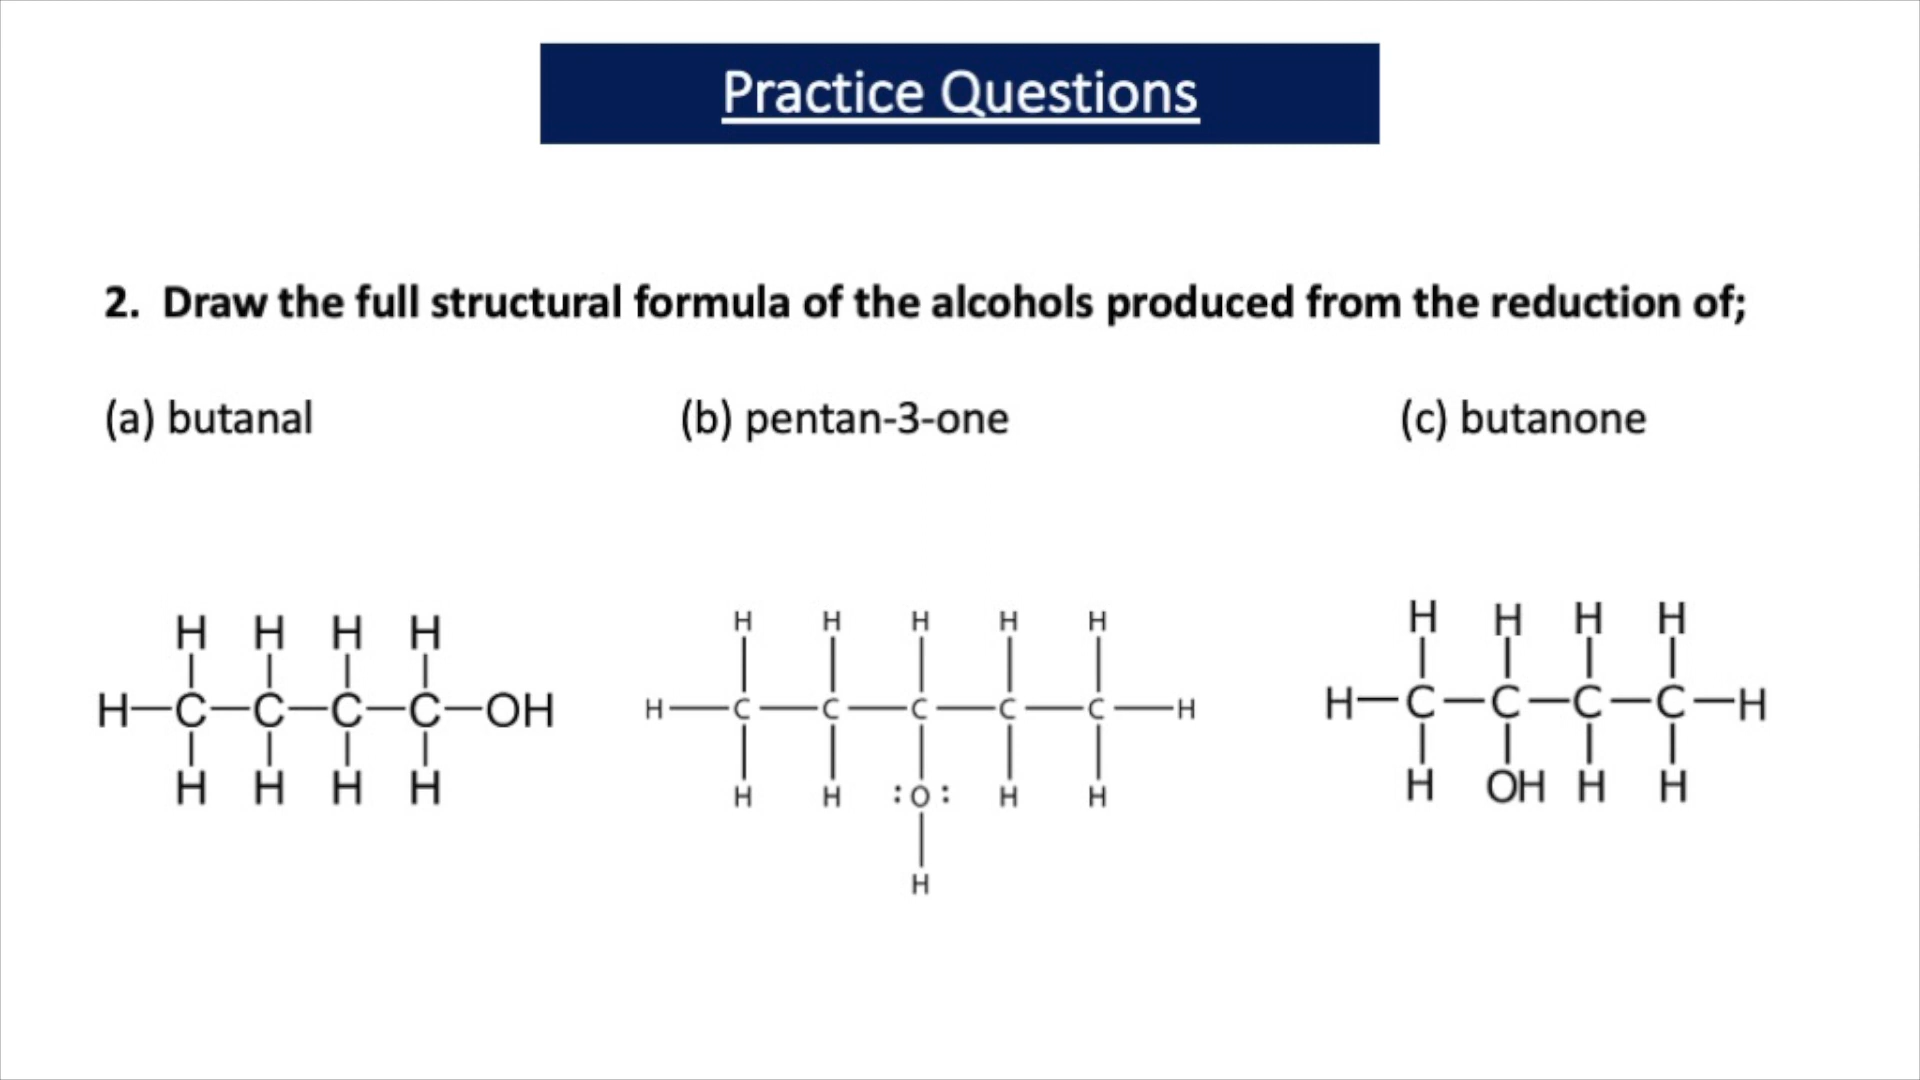 Practice Questions
2. Draw the full structural formula of the alcohols produced from the reduction of;
(a) butanal (b) pentan-3-one (c) butanone
H H H H
H—C—C—C—C—OH
H H H H
H H H H H
H—C—C—C—C—C—H
H H :O: H H
H
H H H H
H—C—C—C—C—H
H OH H H